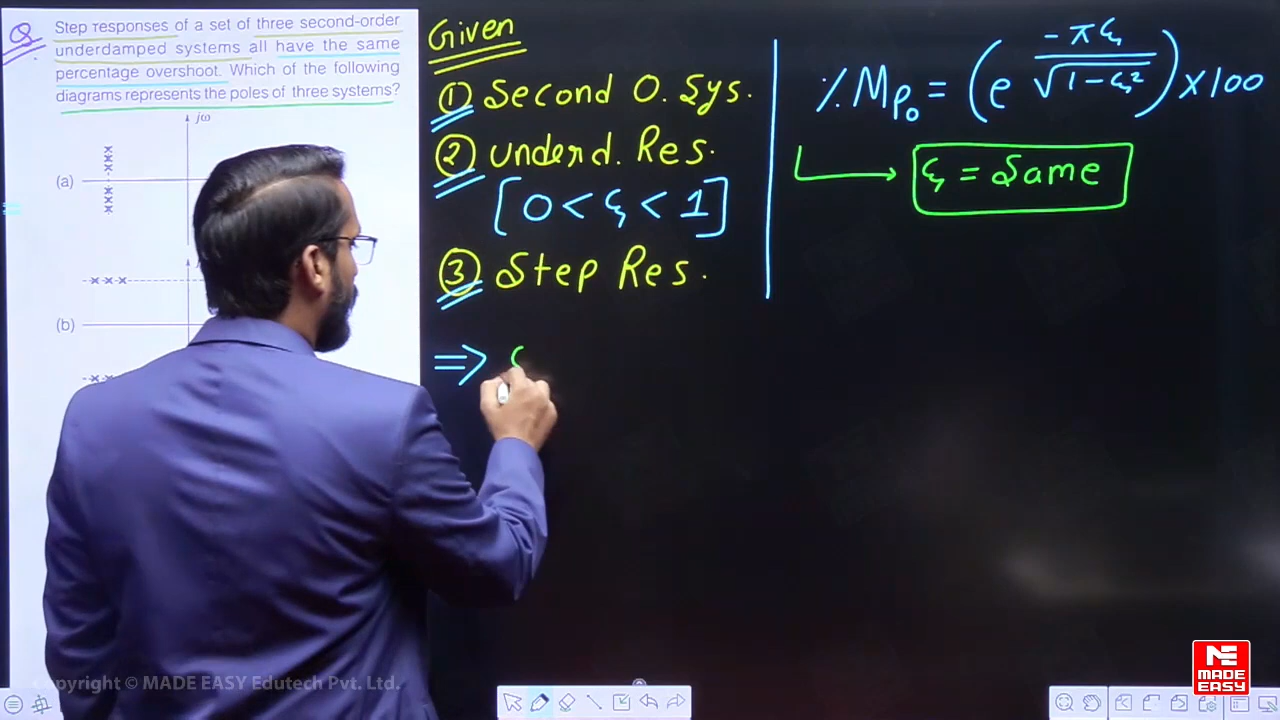 Q
Step responses of a set of three second-order
underdamped systems all have the same
percentage overshoot. Which of the following
diagrams represents the poles of three systems?
jω
(a)
(b)
Given
① Second O. Sys.
② Underd. Res.
[0 < ξ < 1]
③ Step Res.
⇒
% Mp₀ = (e^(-πξ/√(1-ξ²))) × 100
ξ = Same
Copyright © MADE EASY Edutech Pvt. Ltd.
ME
MADE
EASY